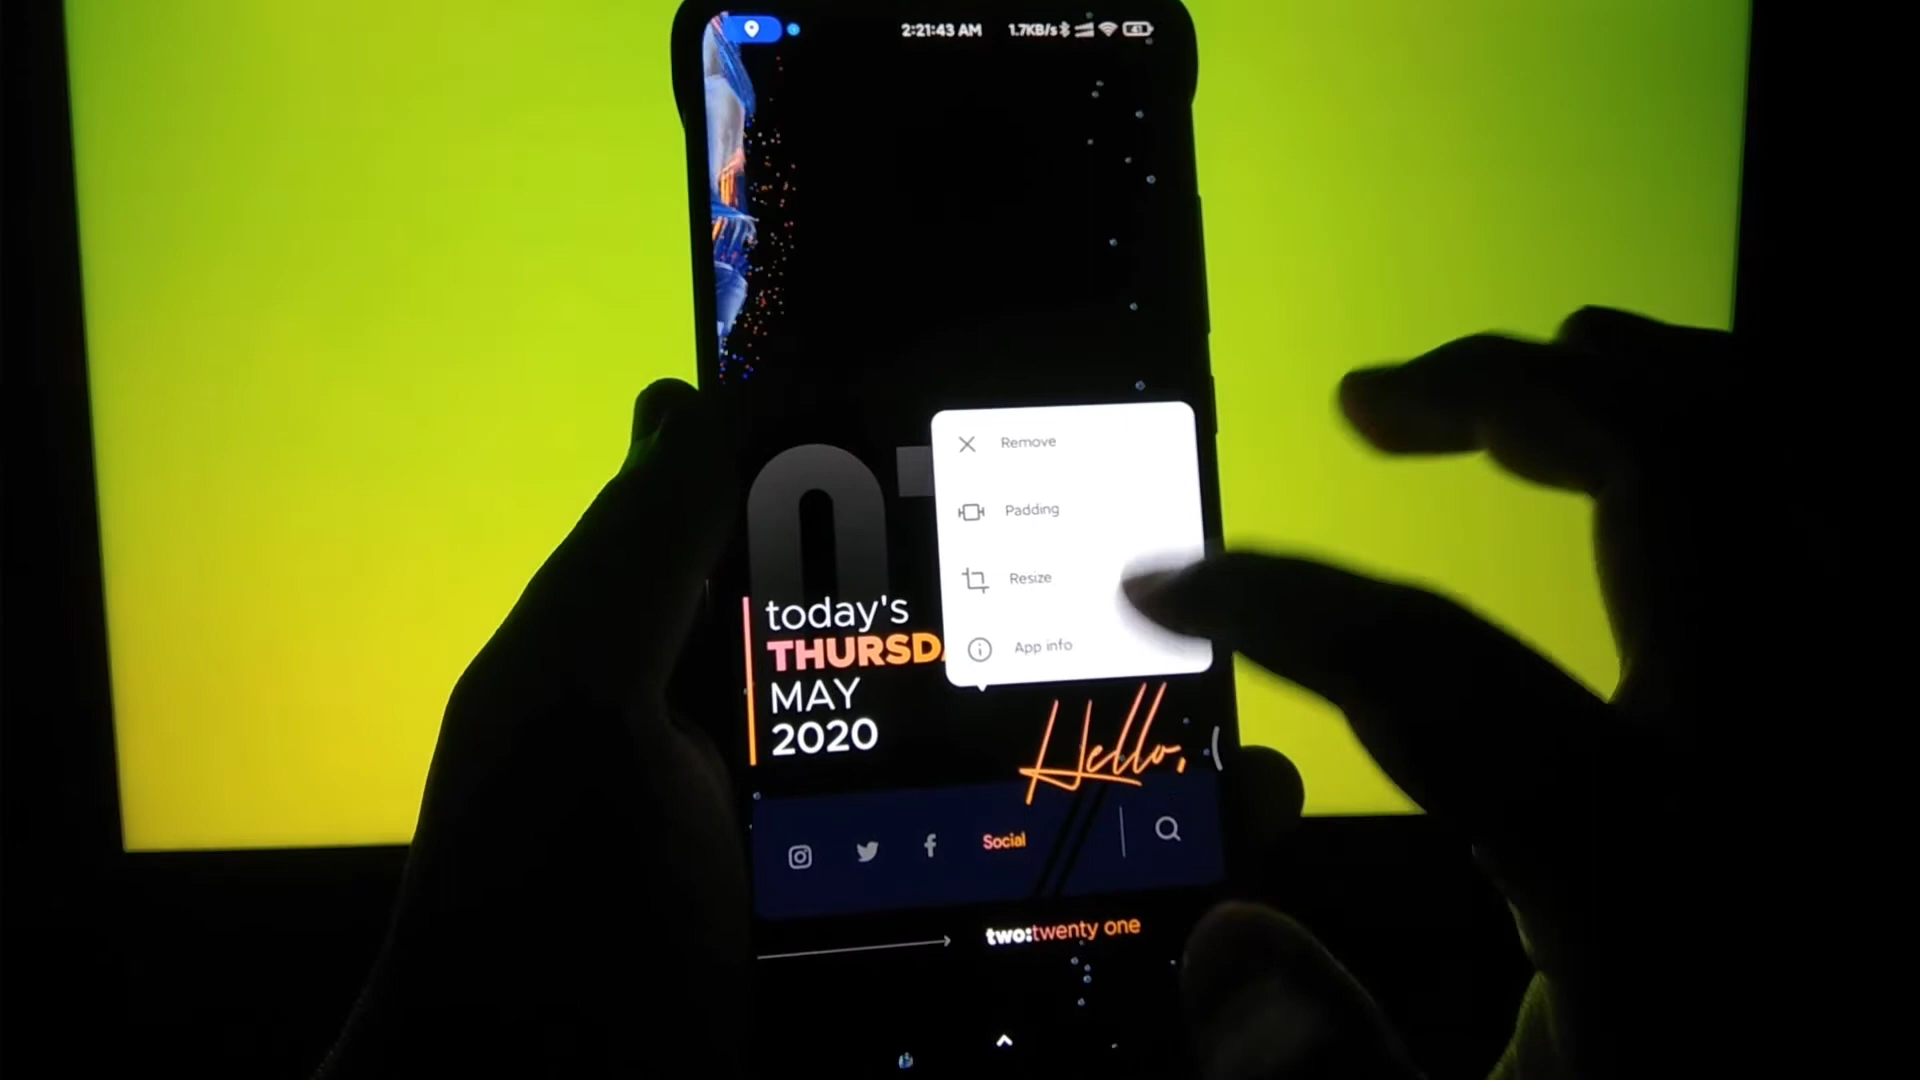 2:21:43 AM 1.7KB/s 41
Remove
Padding
Resize
App info
today's
MAY
2020
Hello,
Social
two:twenty one